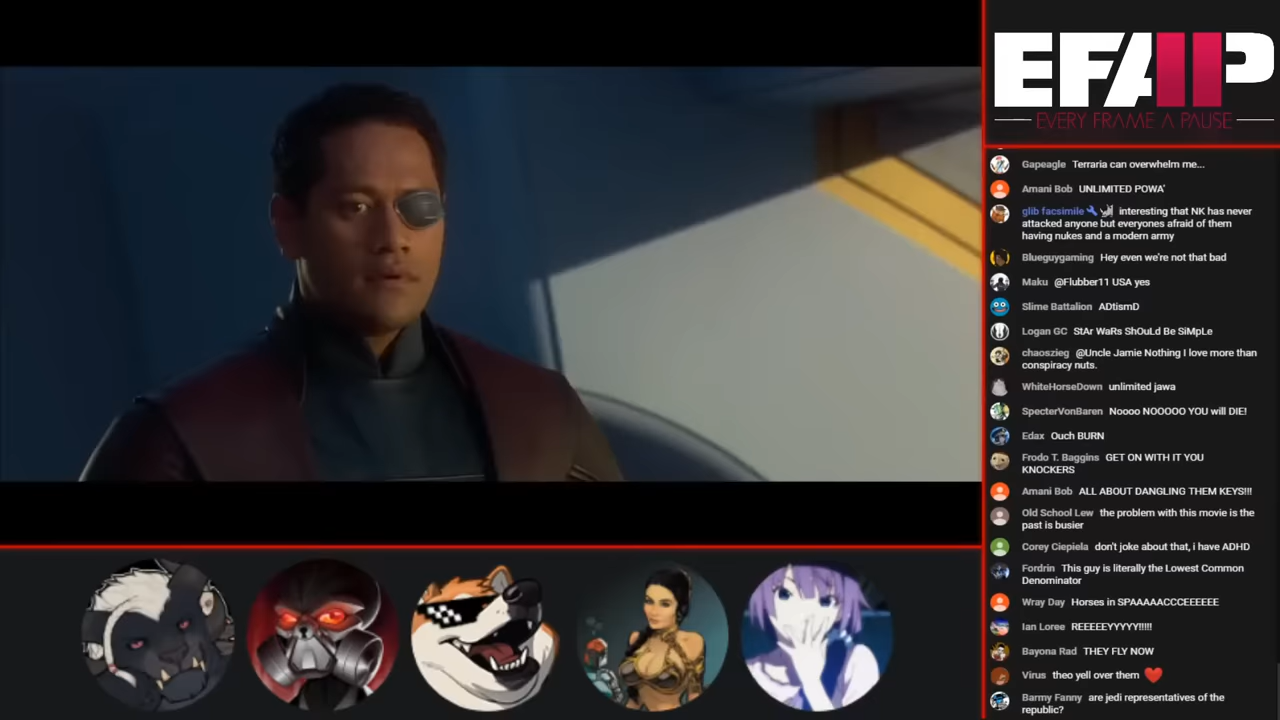 EFAP
EVERY FRAME A PAUSE
Gapeagle Terraria can overwhelm me...
Amani Bob UNLIMITED POWA'
glib facsimile interesting that NK has never
attacked anyone but everyones afraid of them
having nukes and a modern army
Blueguygaming Hey even we're not that bad
Maku @Flubber11 USA yes
Slime Battalion ADtismD
Logan GC StAr WaRs ShOuLd Be SiMpLe
chaoszieg @Uncle Jamie Nothing I love more than
conspiracy nuts.
WhiteHorseDown unlimited jawa
SpecterVonBaren Noooo NOOOOO YOU will DIE!
Edax Ouch BURN
Frodo T. Baggins GET ON WITH IT YOU
KNOCKERS
Amani Bob ALL ABOUT DANGLING THEM KEYS!!!
Old School Lew the problem with this movie is the
past is busier
Corey Ciepiela don't joke about that, i have ADHD
Fordrin This guy is literally the Lowest Common
Denominator
Wray Day Horses in SPAAAAACCCEEEEEE
Ian Loree REEEEEYYYYY!!!!!
Bayona Rad THEY FLY NOW
Virus theo yell over them ❤
Barmy Fanny are jedi representatives of the
republic?